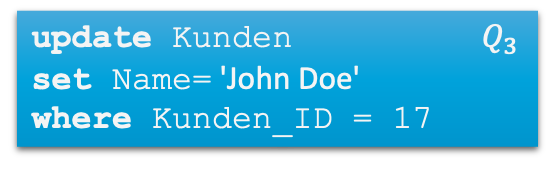 update Kunden Q₃
set Name= 'John Doe'
where Kunden_ID = 17